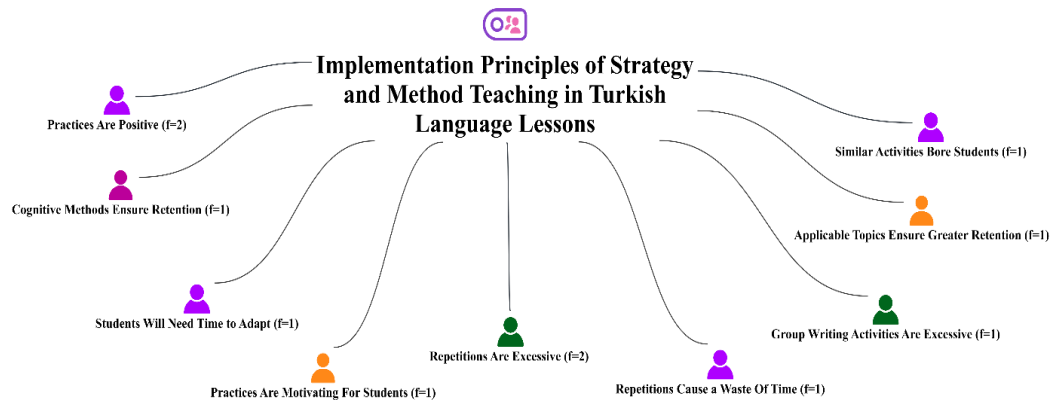 Implementation Principles of Strategy
and Method Teaching in Turkish
Language Lessons
Practices Are Positive (f=2)
Similar Activities Bore Students (f=1)
Cognitive Methods Ensure Retention (f=1)
Applicable Topics Ensure Greater Retention (f=1)
Students Will Need Time to Adapt (f=1)
Group Writing Activities Are Excessive (f=1)
Repetitions Are Excessive (f=2)
Practices Are Motivating For Students (f=1)
Repetitions Cause a Waste Of Time (f=1)